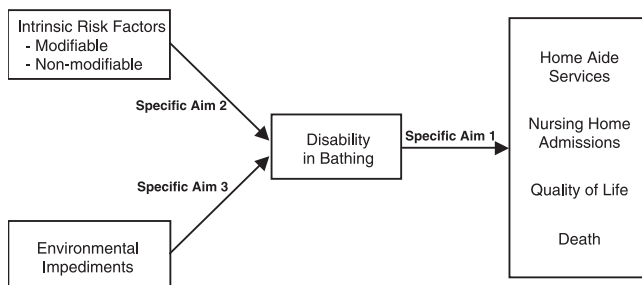 Intrinsic Risk Factors
- Modifiable
- Non-modifiable
Specific Aim 2
Disability
in Bathing
Specific Aim 1
Specific Aim 3
Environmental
Impediments
Home Aide
Services
Nursing Home
Admissions
Quality of Life
Death